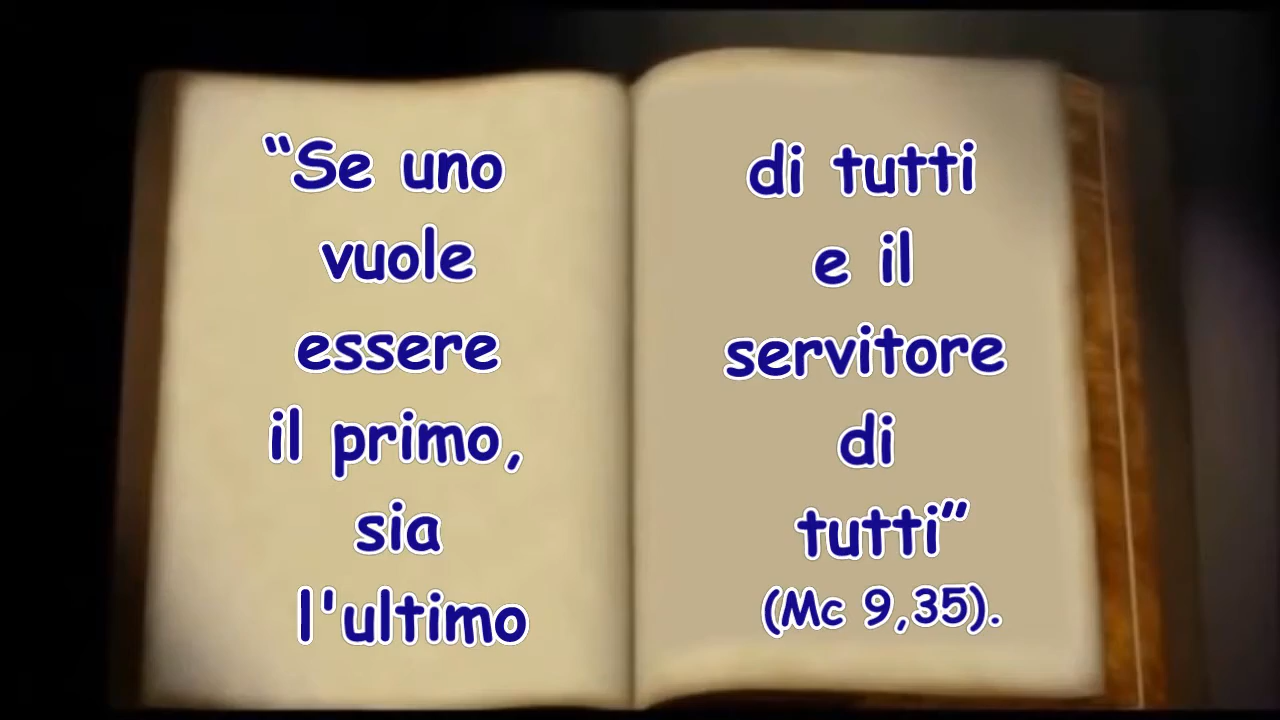 “Se uno
vuole
essere
il primo,
sia
l'ultimo
di tutti
e il
servitore
di
tutti”
(Mc 9,35).